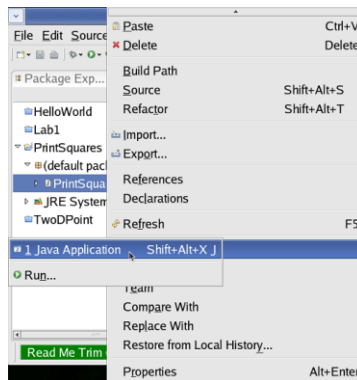 File Edit Source
Package Exp...
HelloWorld
Lab1
PrintSquares
(default pac
PrintSqua
JRE System
TwoDPoint
Paste Ctrl+V
Delete Delete
Build Path
Source Shift+Alt+S
Refactor Shift+Alt+T
Import...
Export...
References
Declarations
Refresh F5
1 Java Application Shift+Alt+X J
Run...
Team
Compare With
Replace With
Restore from Local History...
Properties Alt+Enter
Read Me Trim